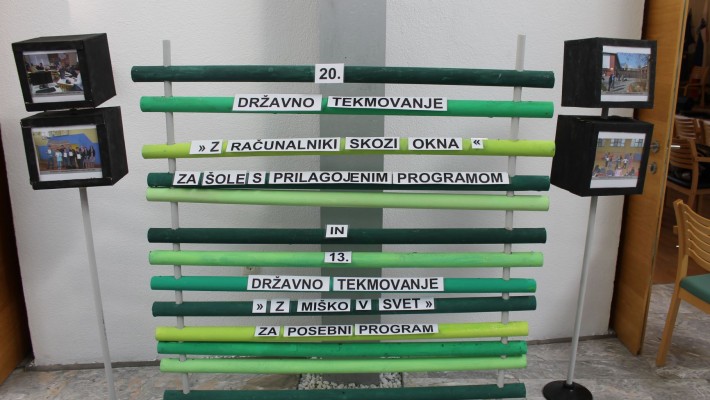 20.
DRŽAVNO TEKMOVANJE
» Z RAČUNALNIKI SKOZI OKNA «
ZA ŠOLE S PRILAGOJENIM PROGRAMOM
IN
13.
DRŽAVNO TEKMOVANJE
» Z MIŠKO V SVET »
ZA POSEBNI PROGRAM